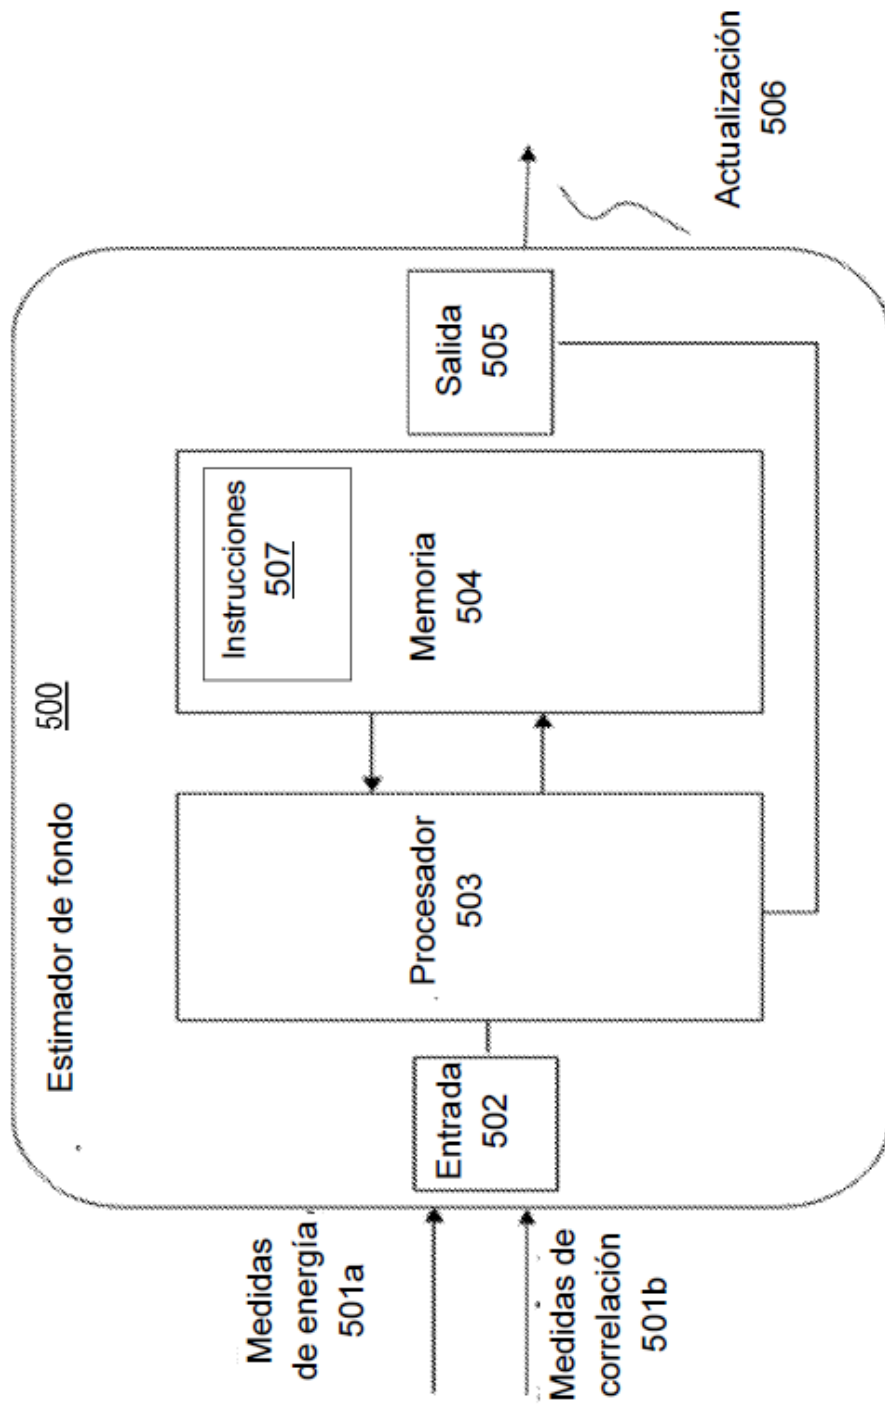 Estimador de fondo
500
Medidas
de energía
501a
Medidas de
correlación
501b
Entrada
502
Procesador
503
Instrucciones
507
Memoria
504
Salida
505
Actualización
506